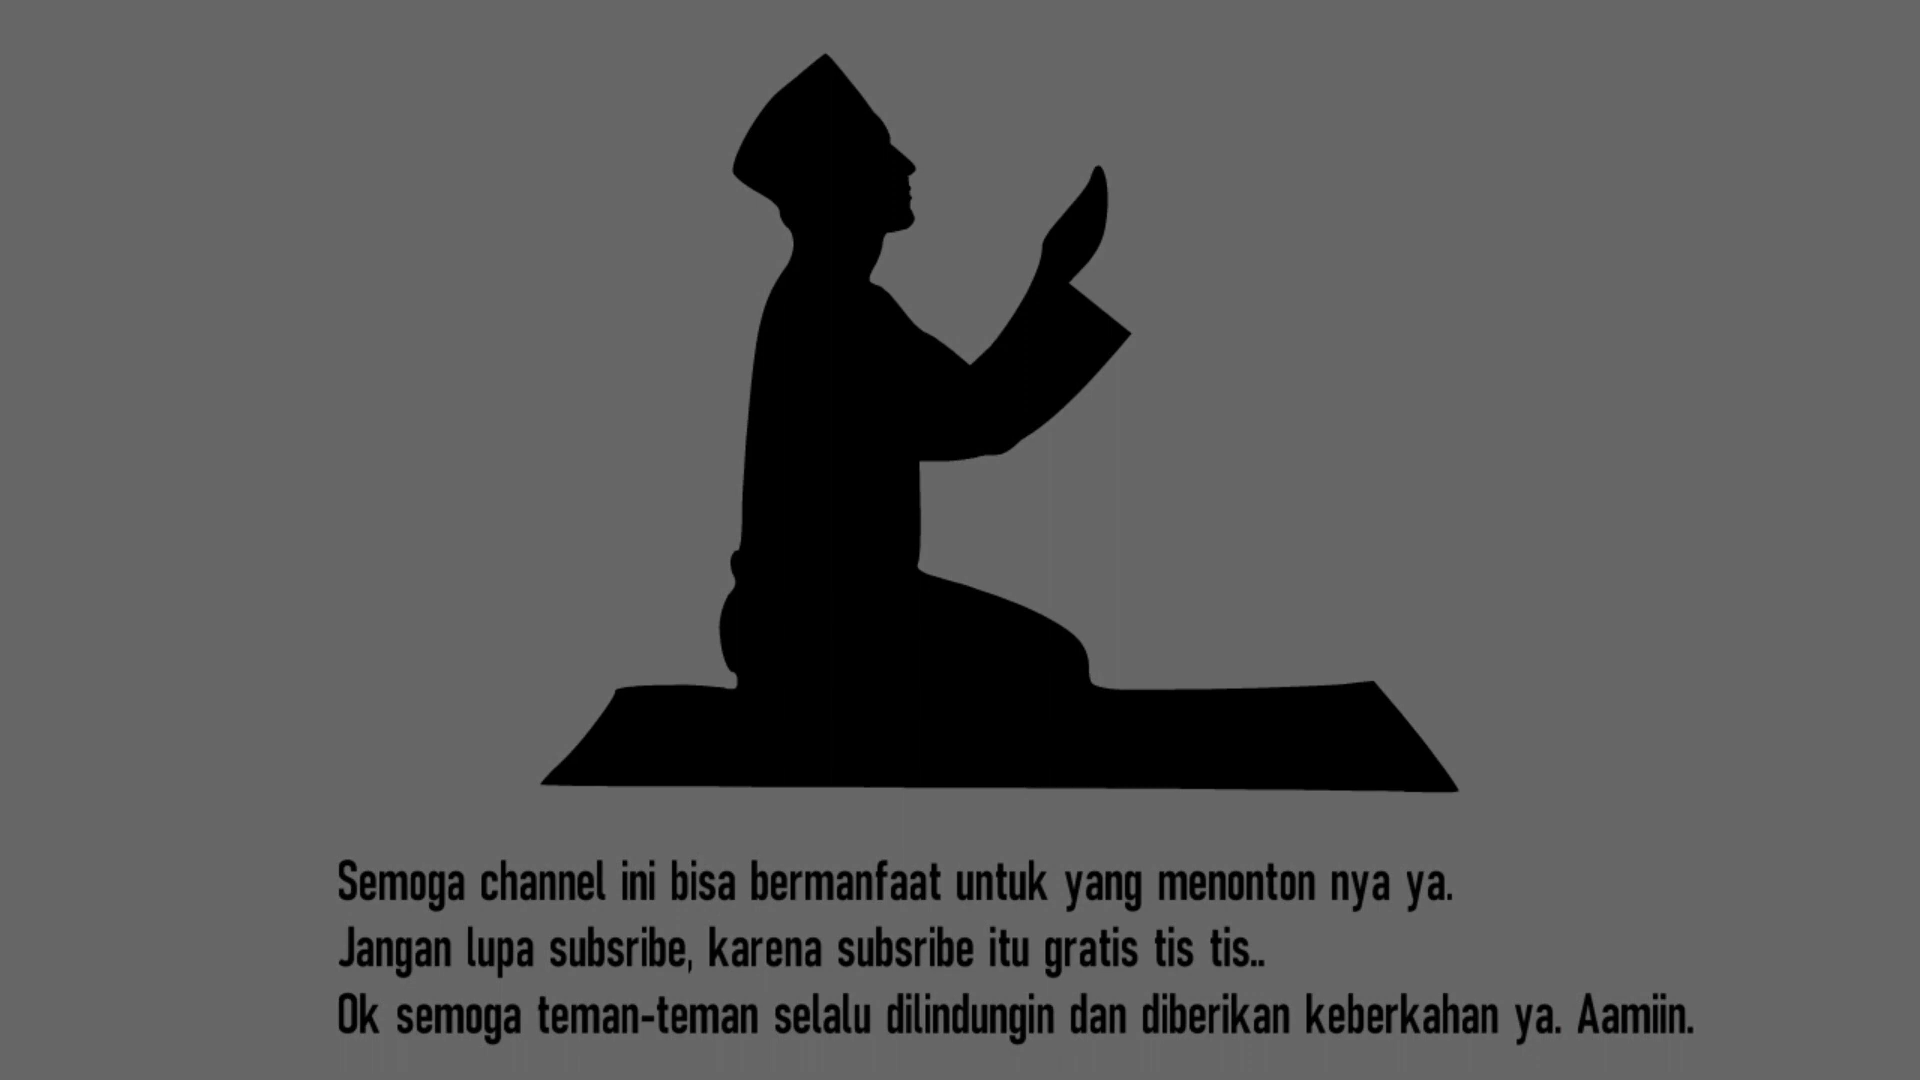 Semoga channel ini bisa bermanfaat untuk yang menonton nya ya.
Jangan lupa subsribe, karena subsribe itu gratis tis tis..
Ok semoga teman-teman selalu dilindungin dan diberikan keberkahan ya. Aamiin.